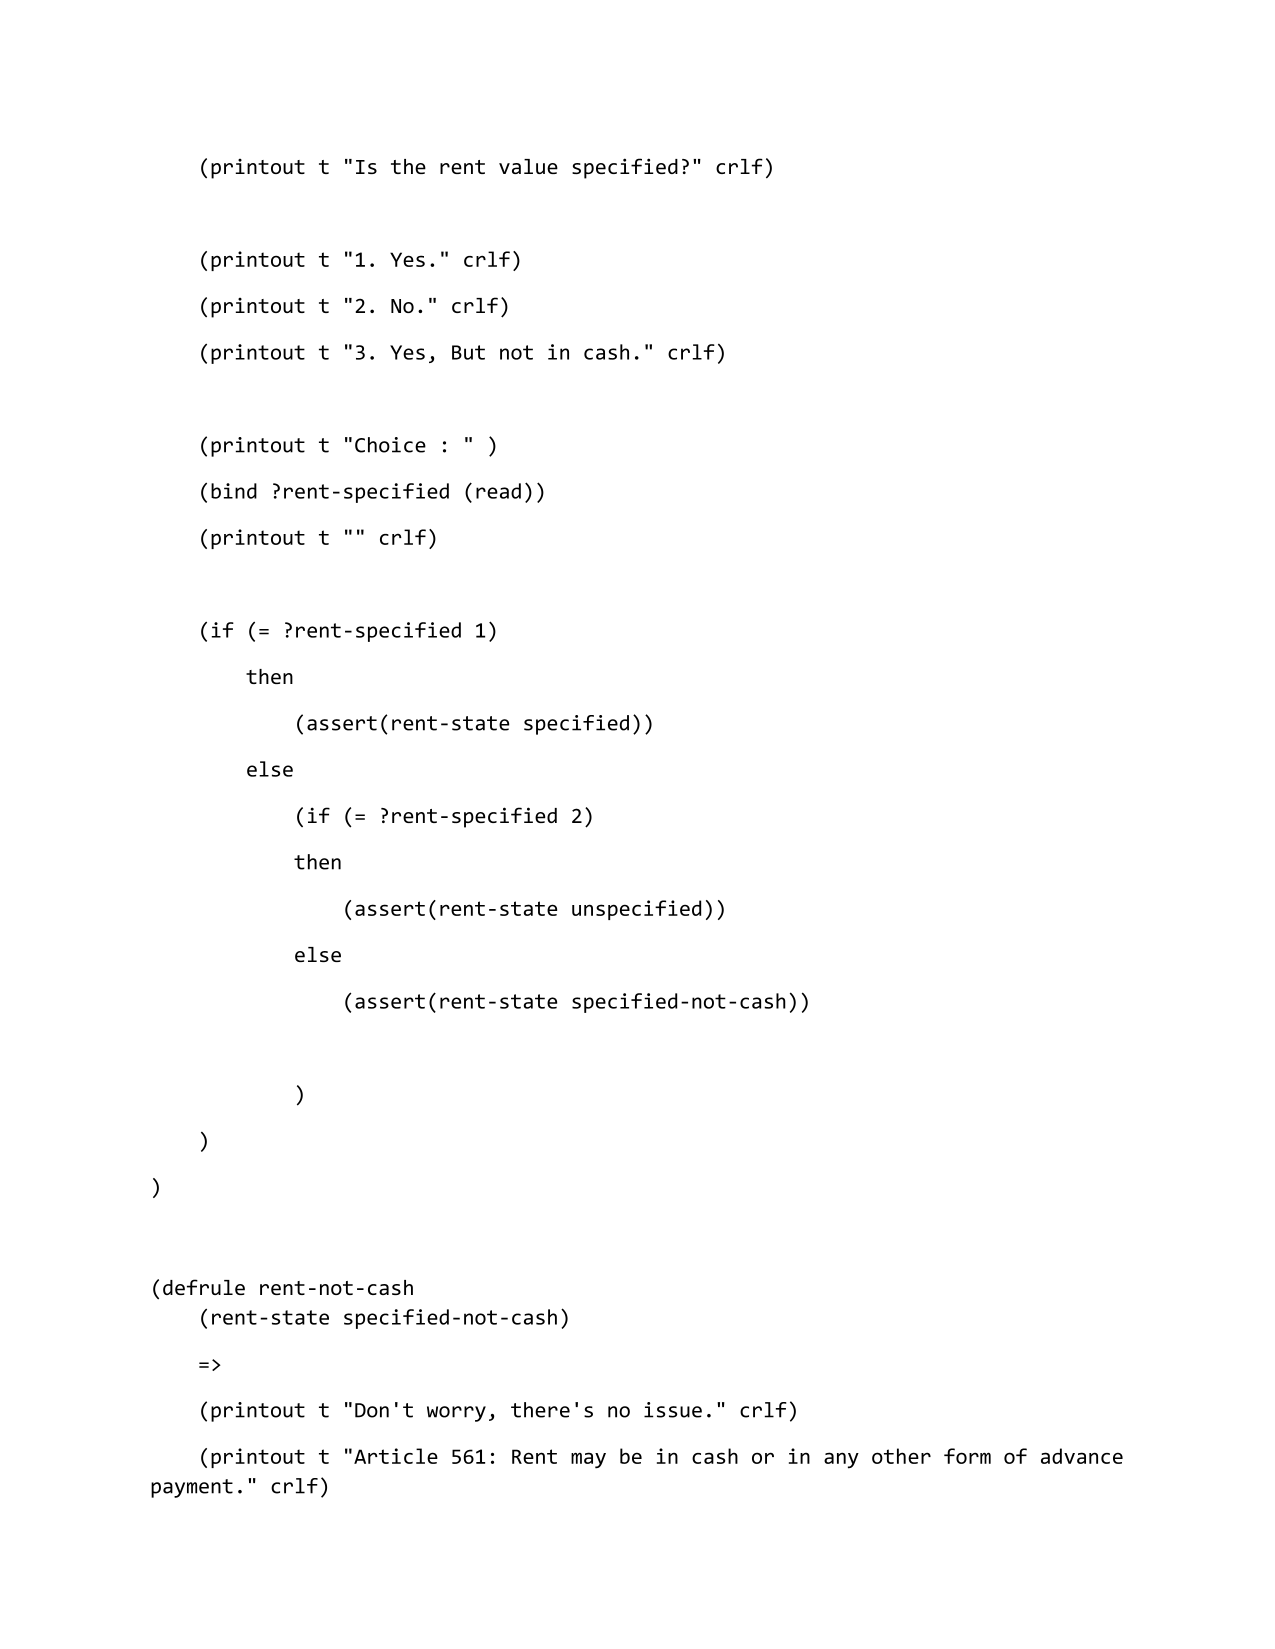 (printout t "Is the rent value specified?" crlf)
(printout t "1. Yes." crlf)
(printout t "2. No." crlf)
(printout t "3. Yes, But not in cash." crlf)
(printout t "Choice : " )
(bind ?rent-specified (read))
(printout t "" crlf)
(if (= ?rent-specified 1)
then
(assert(rent-state specified))
else
(if (= ?rent-specified 2)
then
(assert(rent-state unspecified))
else
(assert(rent-state specified-not-cash))
)
)
)
(defrule rent-not-cash
(rent-state specified-not-cash)
=>
(printout t "Don't worry, there's no issue." crlf)
(printout t "Article 561: Rent may be in cash or in any other form of advance
payment." crlf)